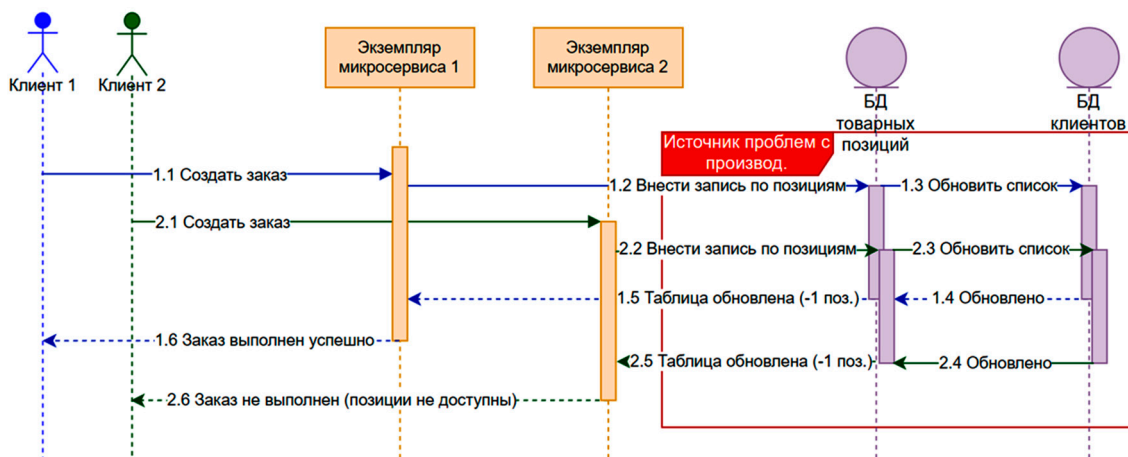 Клиент 1
Клиент 2
Экземпляр
микросервиса 1
Экземпляр
микросервиса 2
БД
товарных
позиций
БД
клиентов
Источник проблем с
производ.
1.1 Создать заказ
1.2 Внести запись по позициям
1.3 Обновить список
2.1 Создать заказ
2.2 Внести запись по позициям
2.3 Обновить список
1.5 Таблица обновлена (-1 поз.)
1.4 Обновлено
1.6 Заказ выполнен успешно
2.5 Таблица обновлена (-1 поз.)
2.4 Обновлено
2.6 Заказ не выполнен (позиции не доступны)